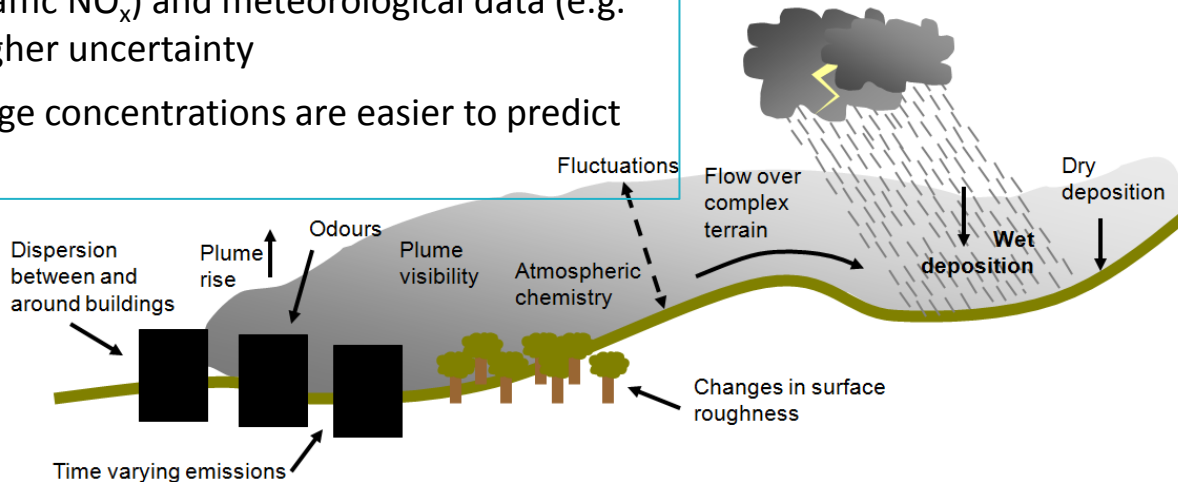 affic NOx) and meteorological data (e.g.
gher uncertainty
ge concentrations are easier to predict
Fluctuations
Flow over
complex
terrain
Dry
deposition
Odours
Dispersion
between and
around buildings
Plume
rise
Plume
visibility
Atmospheric
chemistry
Wet
deposition
Changes in surface
roughness
Time varying emissions